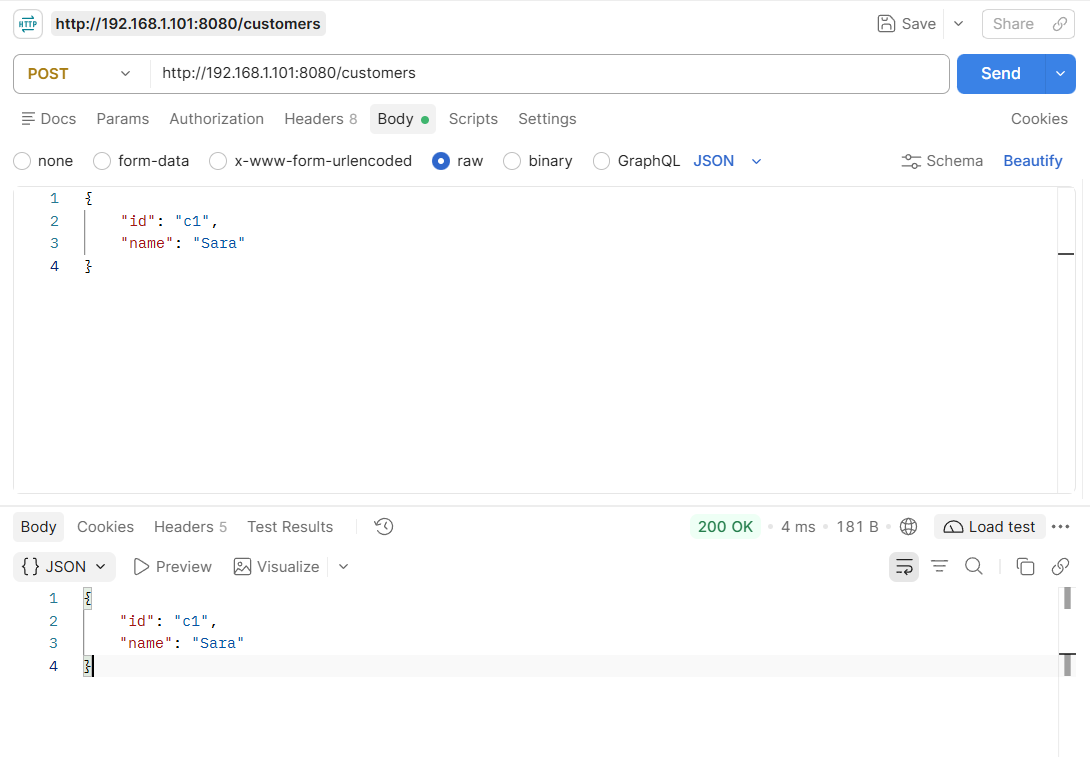 HTTP http://192.168.1.101:8080/customers Save Share
POST http://192.168.1.101:8080/customers Send
Docs Params Authorization Headers 8 Body Scripts Settings Cookies
none form-data x-www-form-urlencoded raw binary GraphQL JSON Schema Beautify
1 {
2 "id": "c1",
3 "name": "Sara"
4 }
Body Cookies Headers 5 Test Results 200 OK 4 ms 181 B Load test
{} JSON Preview Visualize
1 {
2 "id": "c1",
3 "name": "Sara"
4 }